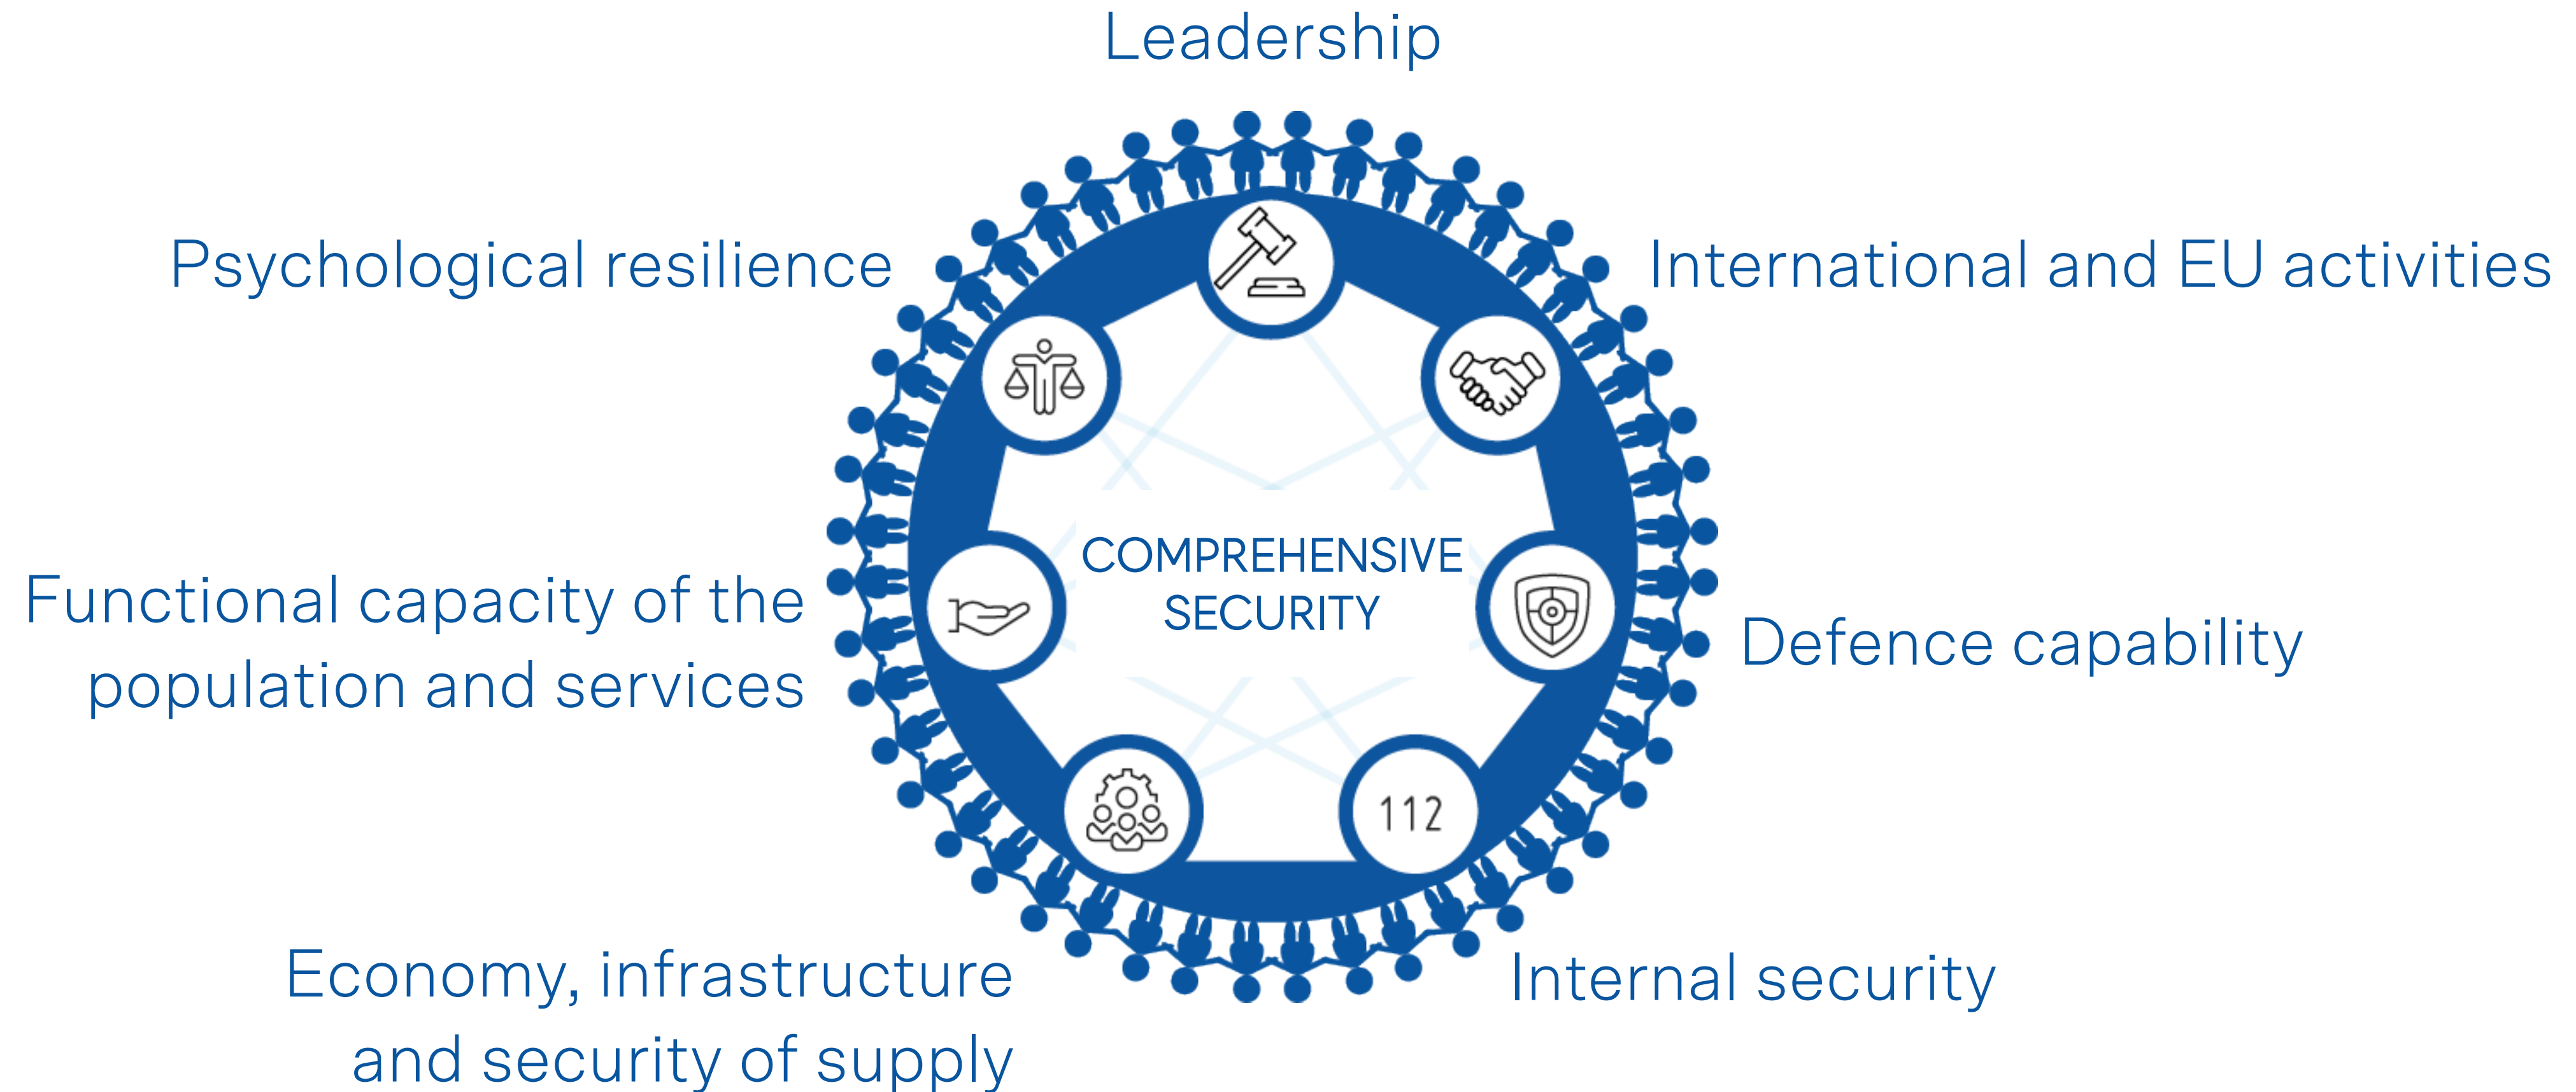 Leadership
Psychological resilience
International and EU activities
COMPREHENSIVE
SECURITY
Functional capacity of the
population and services
Defence capability
112
Economy, infrastructure
and security of supply
Internal security